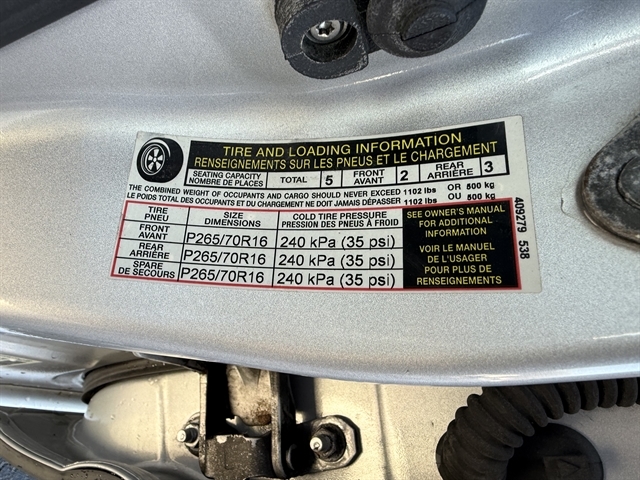 TIRE AND LOADING INFORMATION
RENSEIGNEMENTS SUR LES PNEUS ET LE CHARGEMENT
SEATING CAPACITY
NOMBRE DE PLACES
TOTAL 5
FRONT
AVANT
2
REAR
ARRIÈRE
3
THE COMBINED WEIGHT OF OCCUPANTS AND CARGO SHOULD NEVER EXCEED 1102 lbs OR 500 kg
LE POIDS TOTAL DES OCCUPANTS ET DU CHARGEMENT NE DOIT JAMAIS DÉPASSER 1102 lbs OU 500 kg
TIRE
PNEU
SIZE
DIMENSIONS
COLD TIRE PRESSURE
PRESSION DES PNEUS À FROID
FRONT
AVANT
P265/70R16
240 kPa (35 psi)
REAR
ARRIÈRE
P265/70R16
240 kPa (35 psi)
SPARE
DE SECOURS
P265/70R16
240 kPa (35 psi)
SEE OWNER'S MANUAL
FOR ADDITIONAL
INFORMATION
VOIR LE MANUEL
DE L'USAGER
POUR PLUS DE
RENSEIGNEMENTS
409279 538